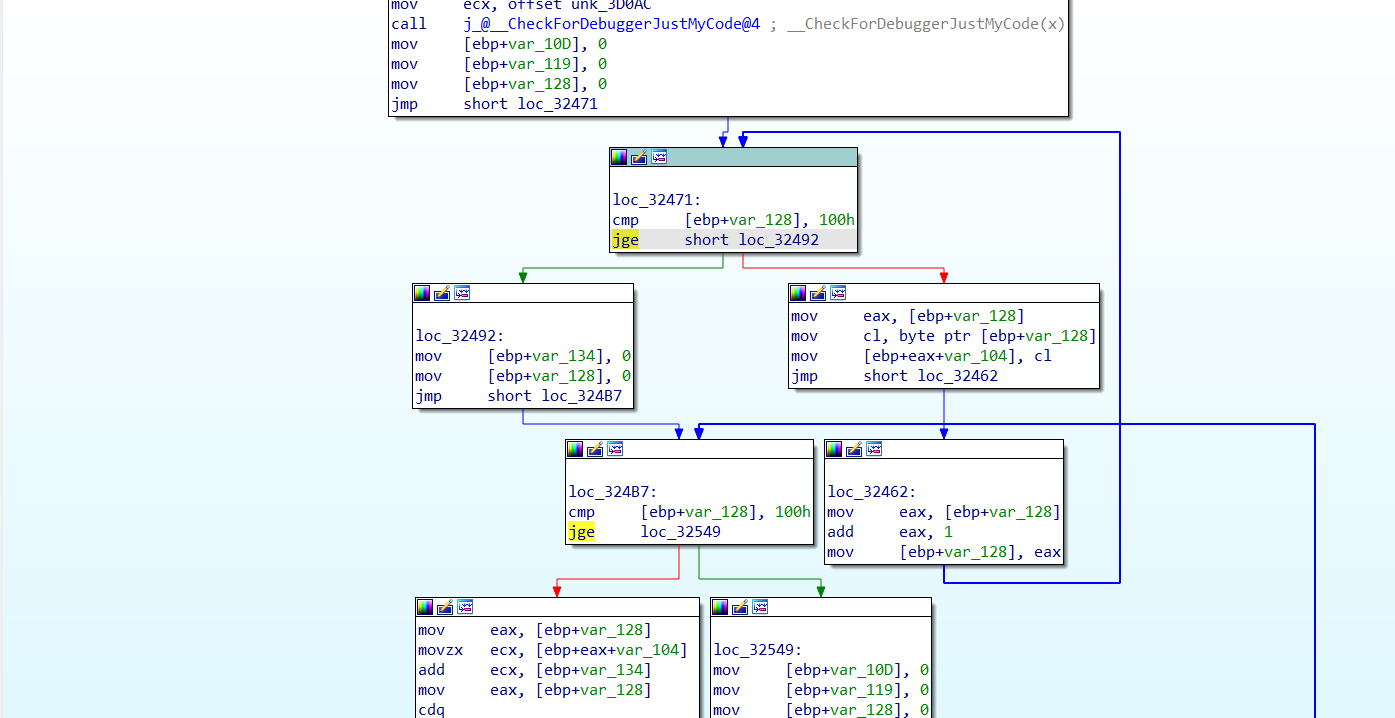 mov ecx, offset unk_3D0AC
call j_@__CheckForDebuggerJustMyCode@4 ; __CheckForDebuggerJustMyCode(x)
mov [ebp+var_10D], 0
mov [ebp+var_119], 0
mov [ebp+var_128], 0
jmp short loc_32471
loc_32471:
cmp [ebp+var_128], 100h
jge short loc_32492
loc_32492:
mov [ebp+var_134], 0
mov [ebp+var_128], 0
jmp short loc_324B7
mov eax, [ebp+var_128]
mov cl, byte ptr [ebp+var_128]
mov [ebp+eax+var_104], cl
jmp short loc_32462
loc_324B7:
cmp [ebp+var_128], 100h
jge loc_32549
loc_32462:
mov eax, [ebp+var_128]
add eax, 1
mov [ebp+var_128], eax
mov eax, [ebp+var_128]
movzx ecx, [ebp+eax+var_104]
add ecx, [ebp+var_134]
mov eax, [ebp+var_128]
cdq
loc_32549:
mov [ebp+var_10D], 0
mov [ebp+var_119], 0
mov [ebp+var_128], 0